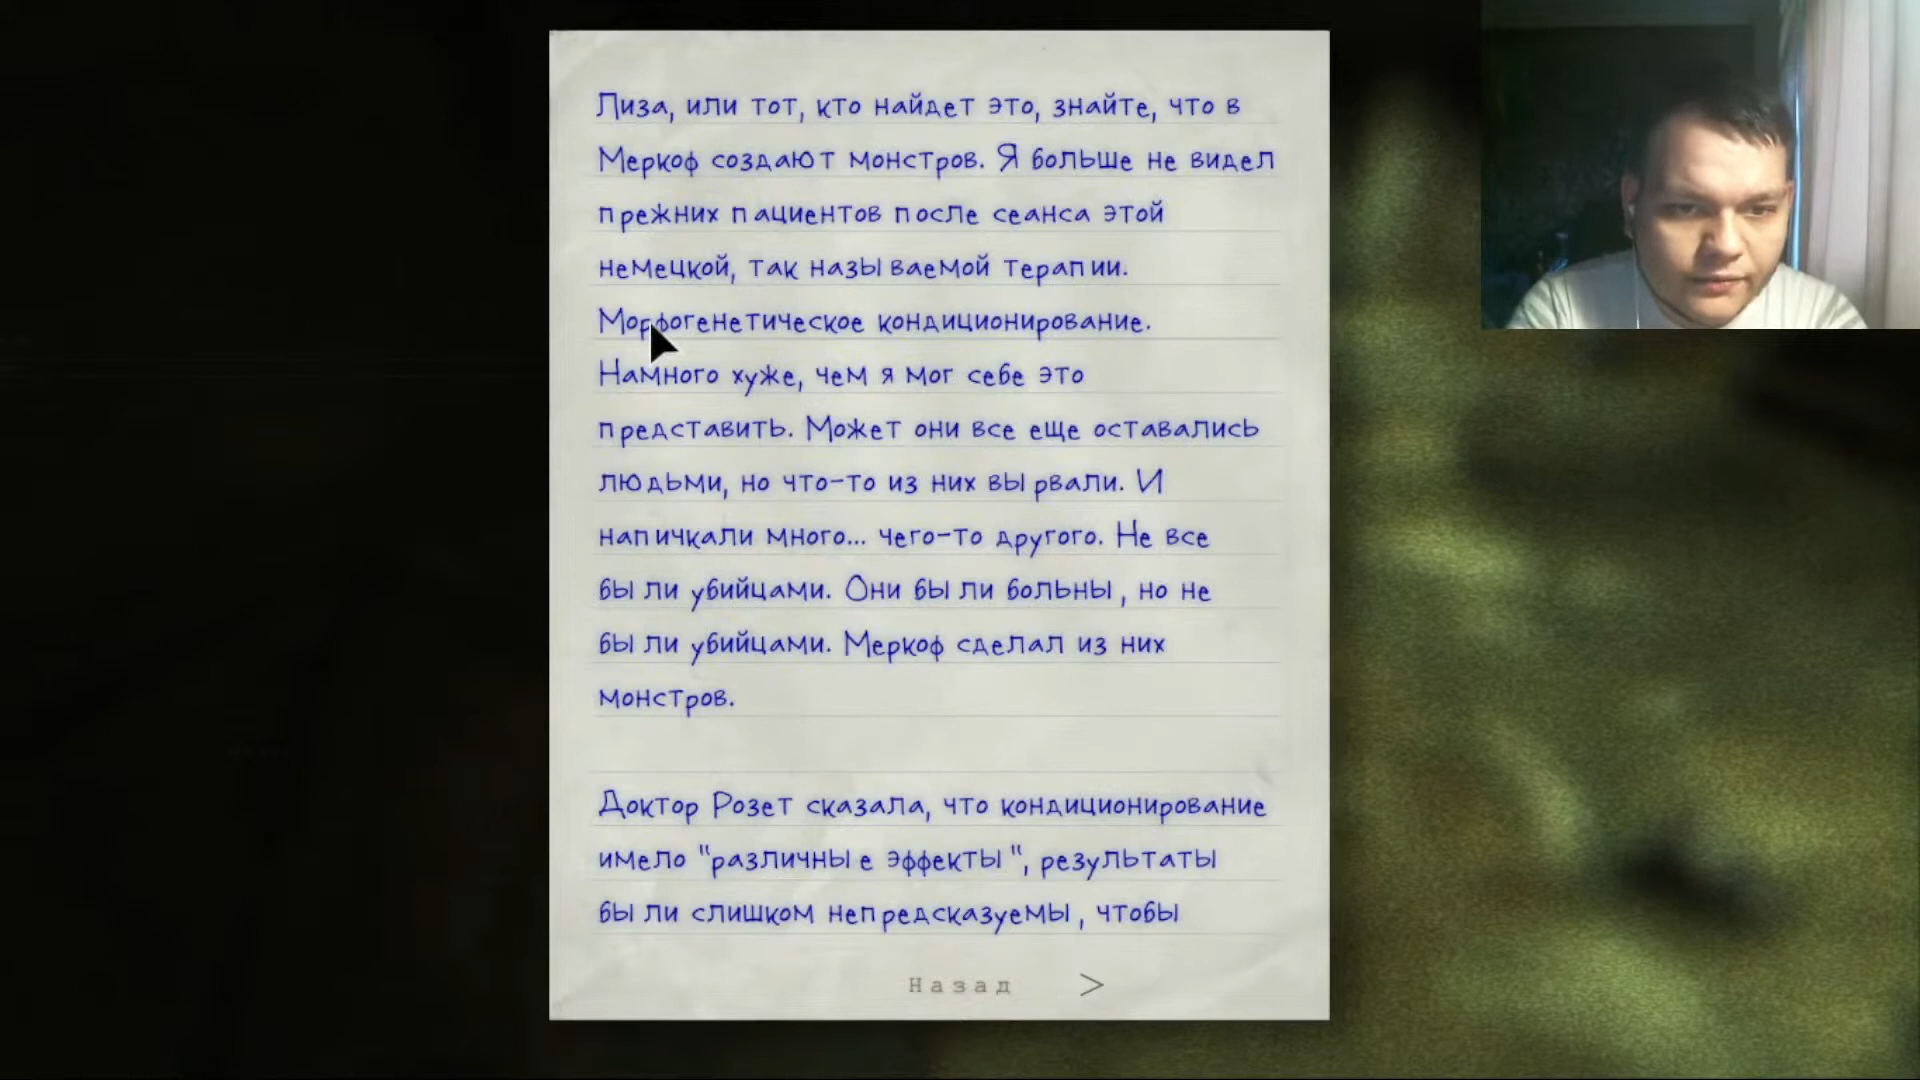 Лиза, или тот, кто найдет это, знайте, что в
Меркоф создают монстров. Я больше не видел
прежних пациентов после сеанса этой
немецкой, так называемой терапии.
Морфогенетическое кондиционирование.
Намного хуже, чем я мог себе это
представить. Может они все еще оставались
людьми, но что-то из них вырвали. И
напичкали много... чего-то другого. Не все
были убийцами. Они были больны, но не
были убийцами. Меркоф сделал из них
монстров.
Доктор Розет сказала, что кондиционирование
имело "различные эффекты", результаты
были слишком непредсказуемы, чтобы
Назад >